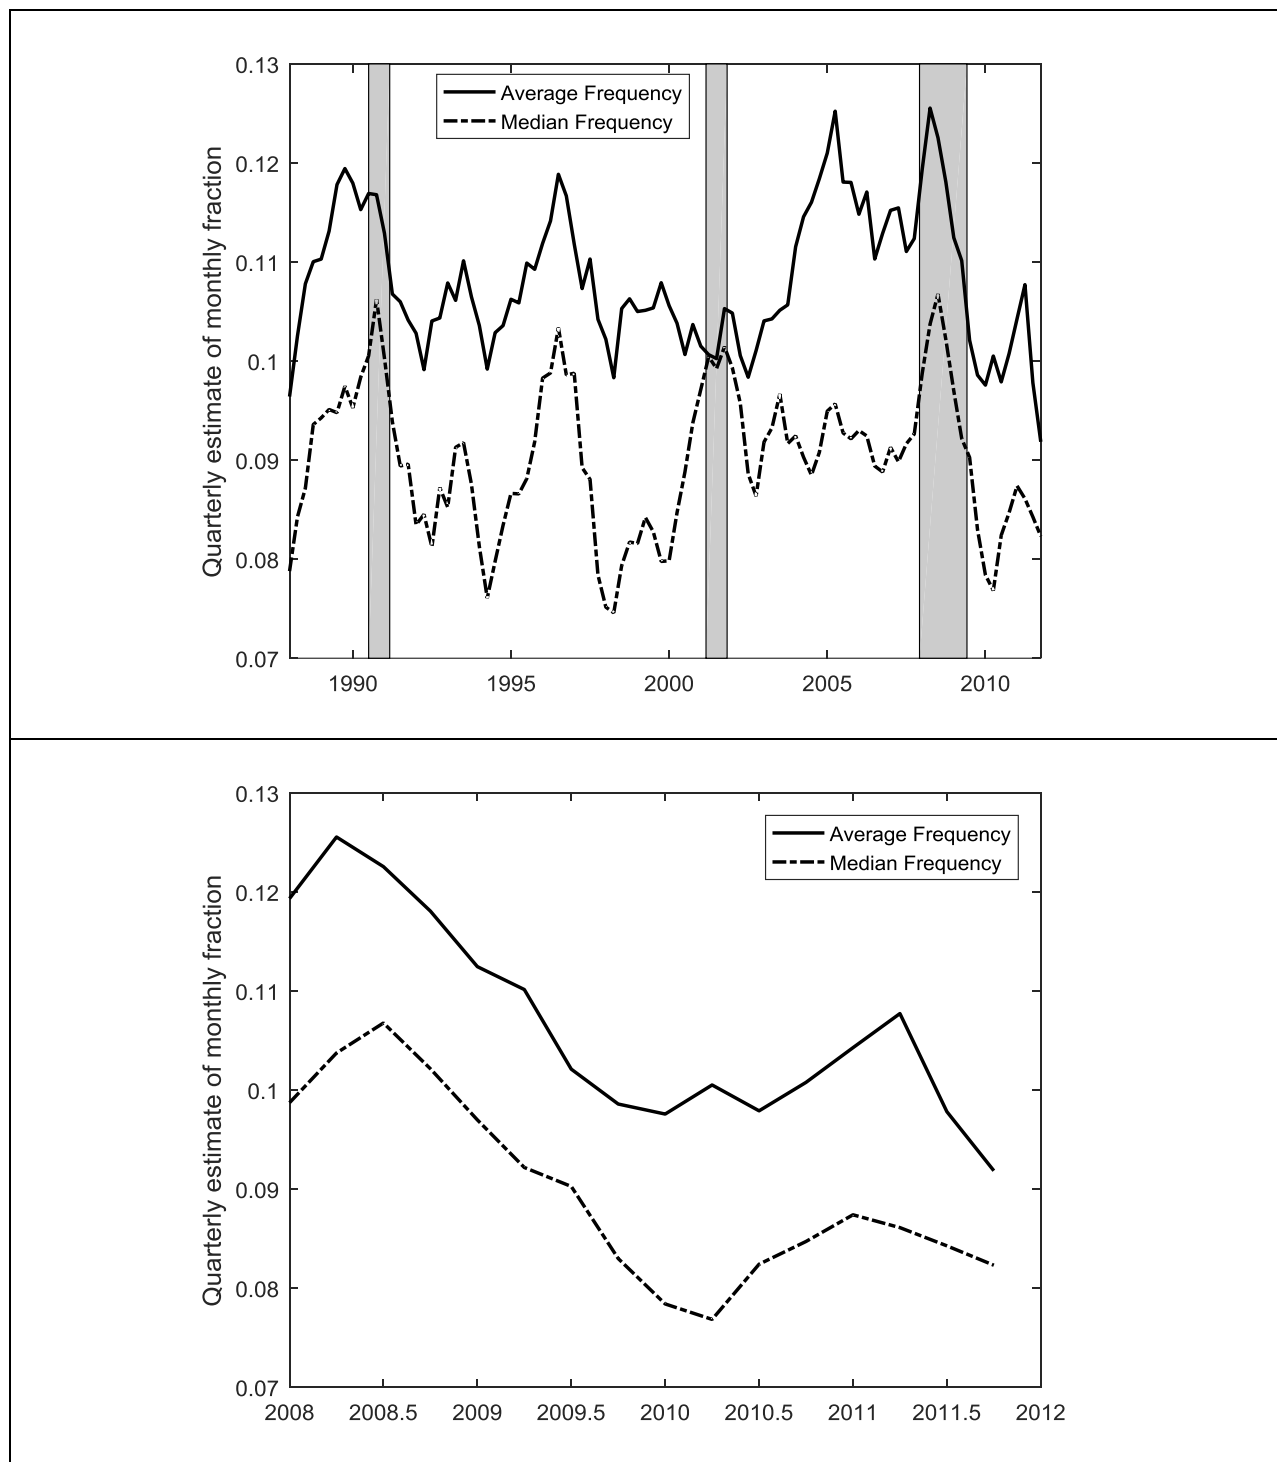 0.13
0.12
0.11
0.1
0.09
0.08
0.07
Quarterly estimate of monthly fraction
Average Frequency
Median Frequency
1990 1995 2000 2005 2010
0.13
0.12
0.11
0.1
0.09
0.08
0.07
Quarterly estimate of monthly fraction
Average Frequency
Median Frequency
2008 2008.5 2009 2009.5 2010 2010.5 2011 2011.5 2012